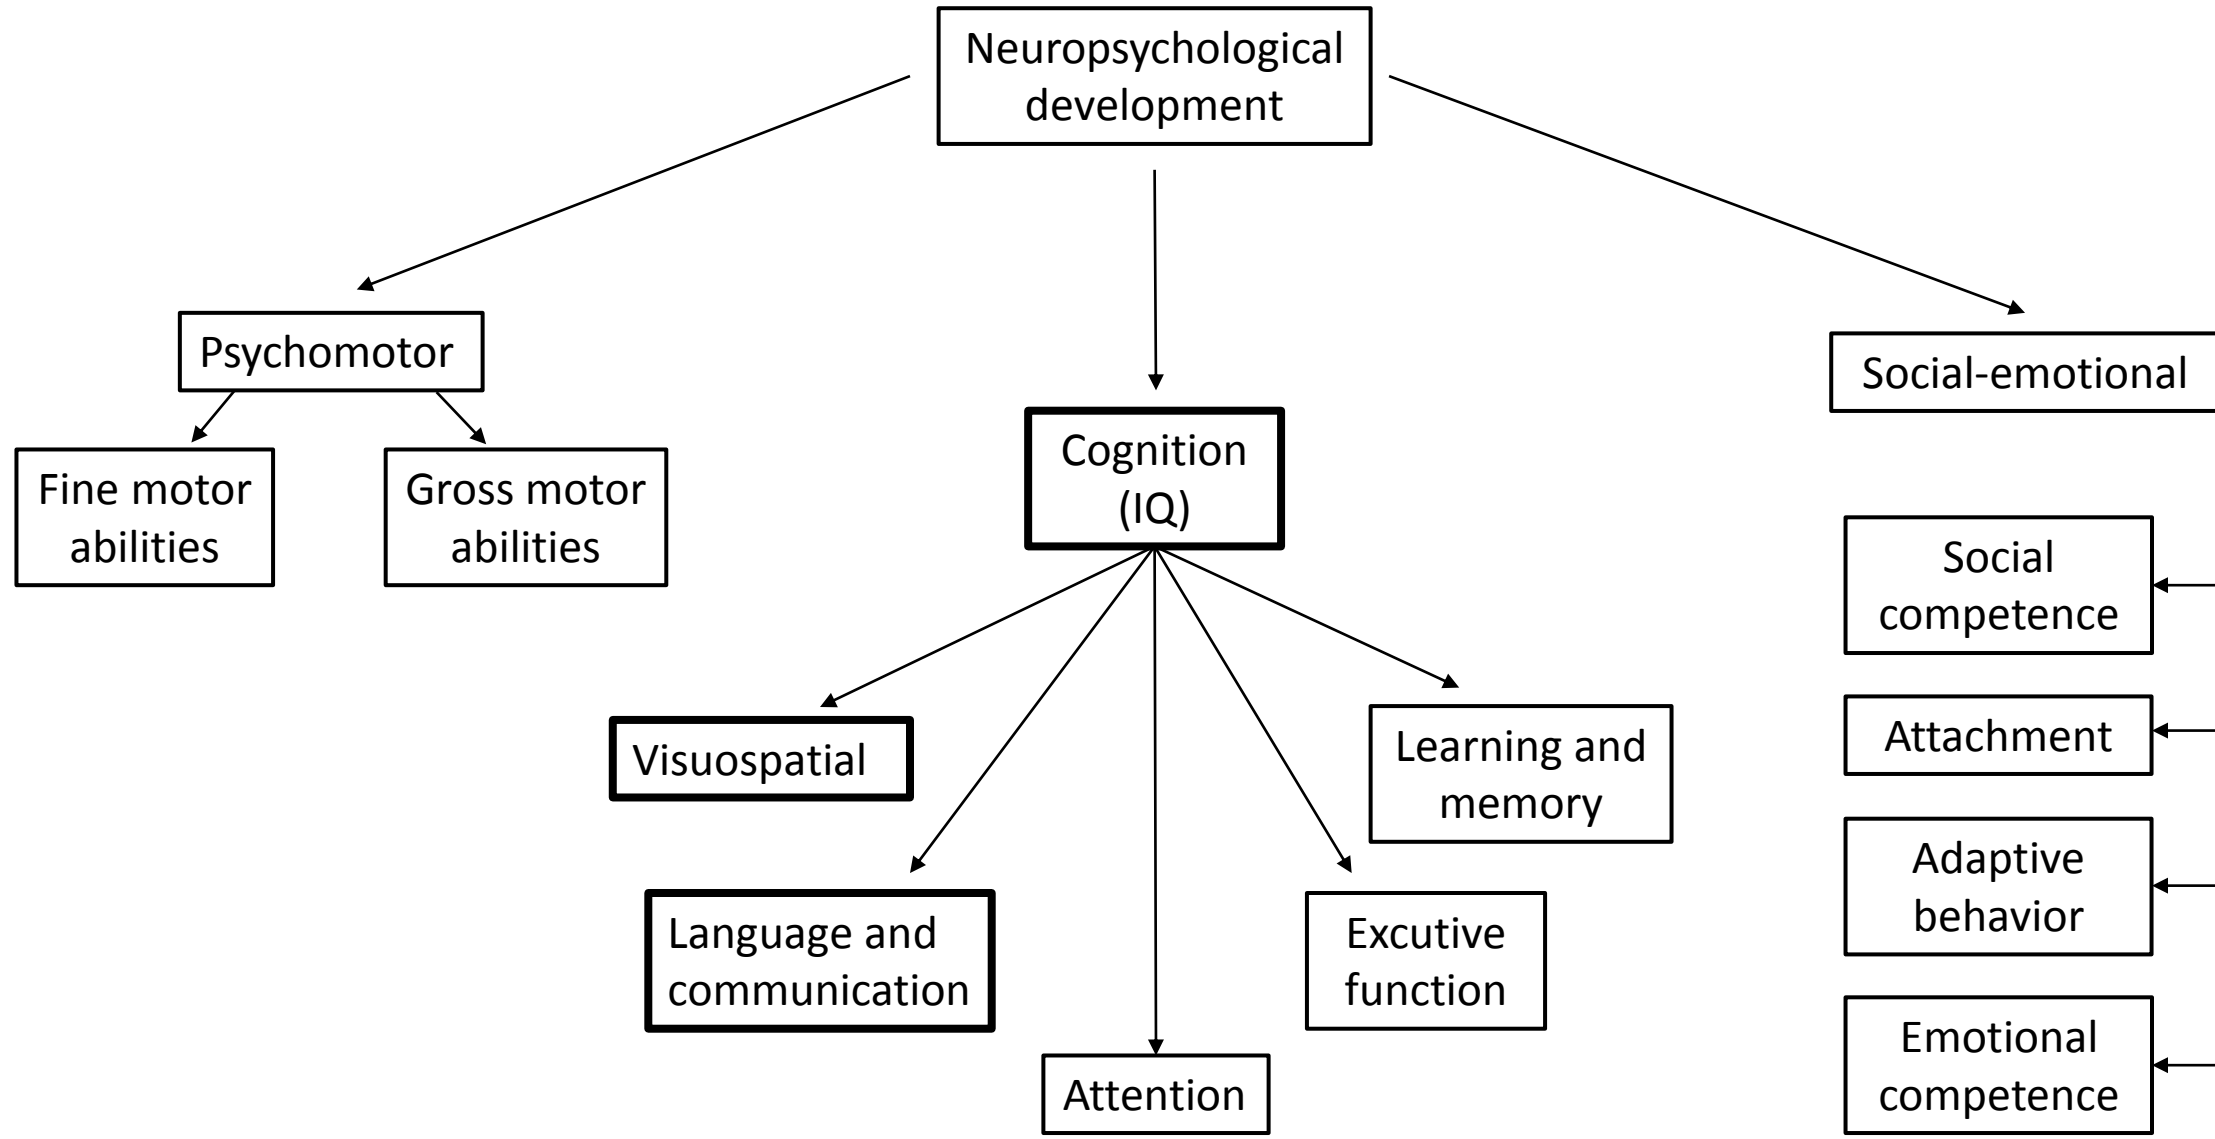 Neuropsychological
development
Psychomotor
Social-emotional
Fine motor
abilities
Gross motor
abilities
Cognition
(IQ)
Social
competence
Visuospatial
Learning and
memory
Attachment
Language and
communication
Excutive
function
Adaptive
behavior
Attention
Emotional
competence